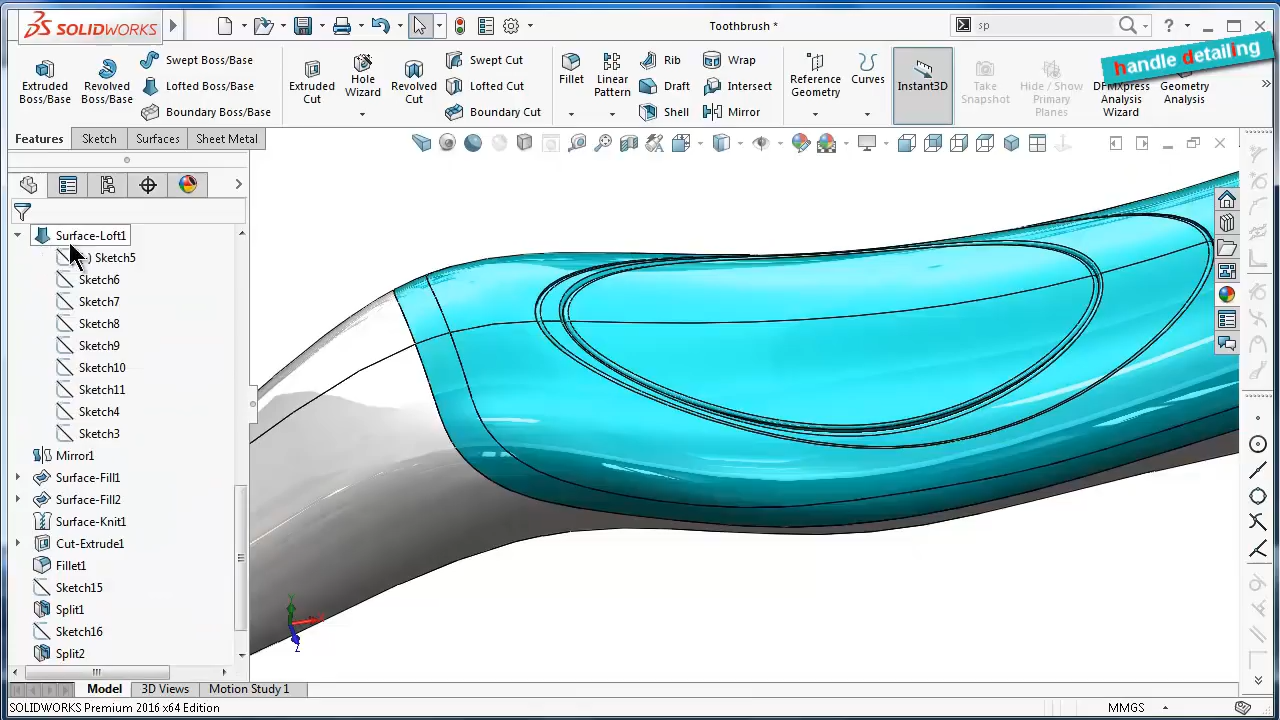 SOLIDWORKS
Toothbrush *
sp
handle detailing
Extruded Boss/Base
Revolved Boss/Base
Swept Boss/Base
Lofted Boss/Base
Boundary Boss/Base
Extruded Cut
Hole Wizard
Revolved Cut
Swept Cut
Lofted Cut
Boundary Cut
Fillet
Linear Pattern
Rib
Draft
Shell
Wrap
Intersect
Mirror
Reference Geometry
Curves
Instant3D
Take Snapshot
Hide / Show Primary Planes
DFMXpress Analysis Wizard
Geometry Analysis
Features
Sketch
Surfaces
Sheet Metal
Surface-Loft1
-) Sketch5
Sketch6
Sketch7
Sketch8
Sketch9
Sketch10
Sketch11
Sketch4
Sketch3
Mirror1
Surface-Fill1
Surface-Fill2
Surface-Knit1
Cut-Extrude1
Fillet1
Sketch15
Split1
Sketch16
Split2
Y
Z
Model
3D Views
Motion Study 1
SOLIDWORKS Premium 2016 x64 Edition
MMGS